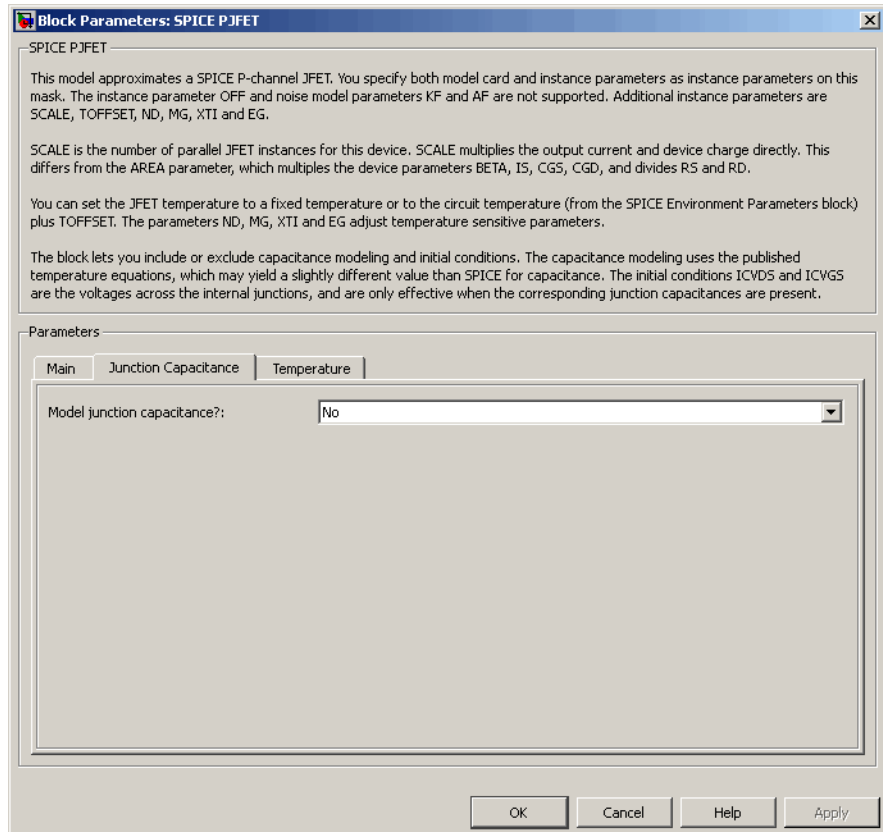 Block Parameters: SPICE PJFET
SPICE PJFET
This model approximates a SPICE P-channel JFET. You specify both model card and instance parameters as instance parameters on this
mask. The instance parameter OFF and noise model parameters KF and AF are not supported. Additional instance parameters are
SCALE, TOFFSET, ND, MG, XTI and EG.
SCALE is the number of parallel JFET instances for this device. SCALE multiplies the output current and device charge directly. This
differs from the AREA parameter, which multiples the device parameters BETA, IS, CGS, CGD, and divides RS and RD.
You can set the JFET temperature to a fixed temperature or to the circuit temperature (from the SPICE Environment Parameters block)
plus TOFFSET. The parameters ND, MG, XTI and EG adjust temperature sensitive parameters.
The block lets you include or exclude capacitance modeling and initial conditions. The capacitance modeling uses the published
temperature equations, which may yield a slightly different value than SPICE for capacitance. The initial conditions ICVDS and ICVGS
are the voltages across the internal junctions, and are only effective when the corresponding junction capacitances are present.
Parameters
Main Junction Capacitance Temperature
Model junction capacitance?: No
OK Cancel Help Apply